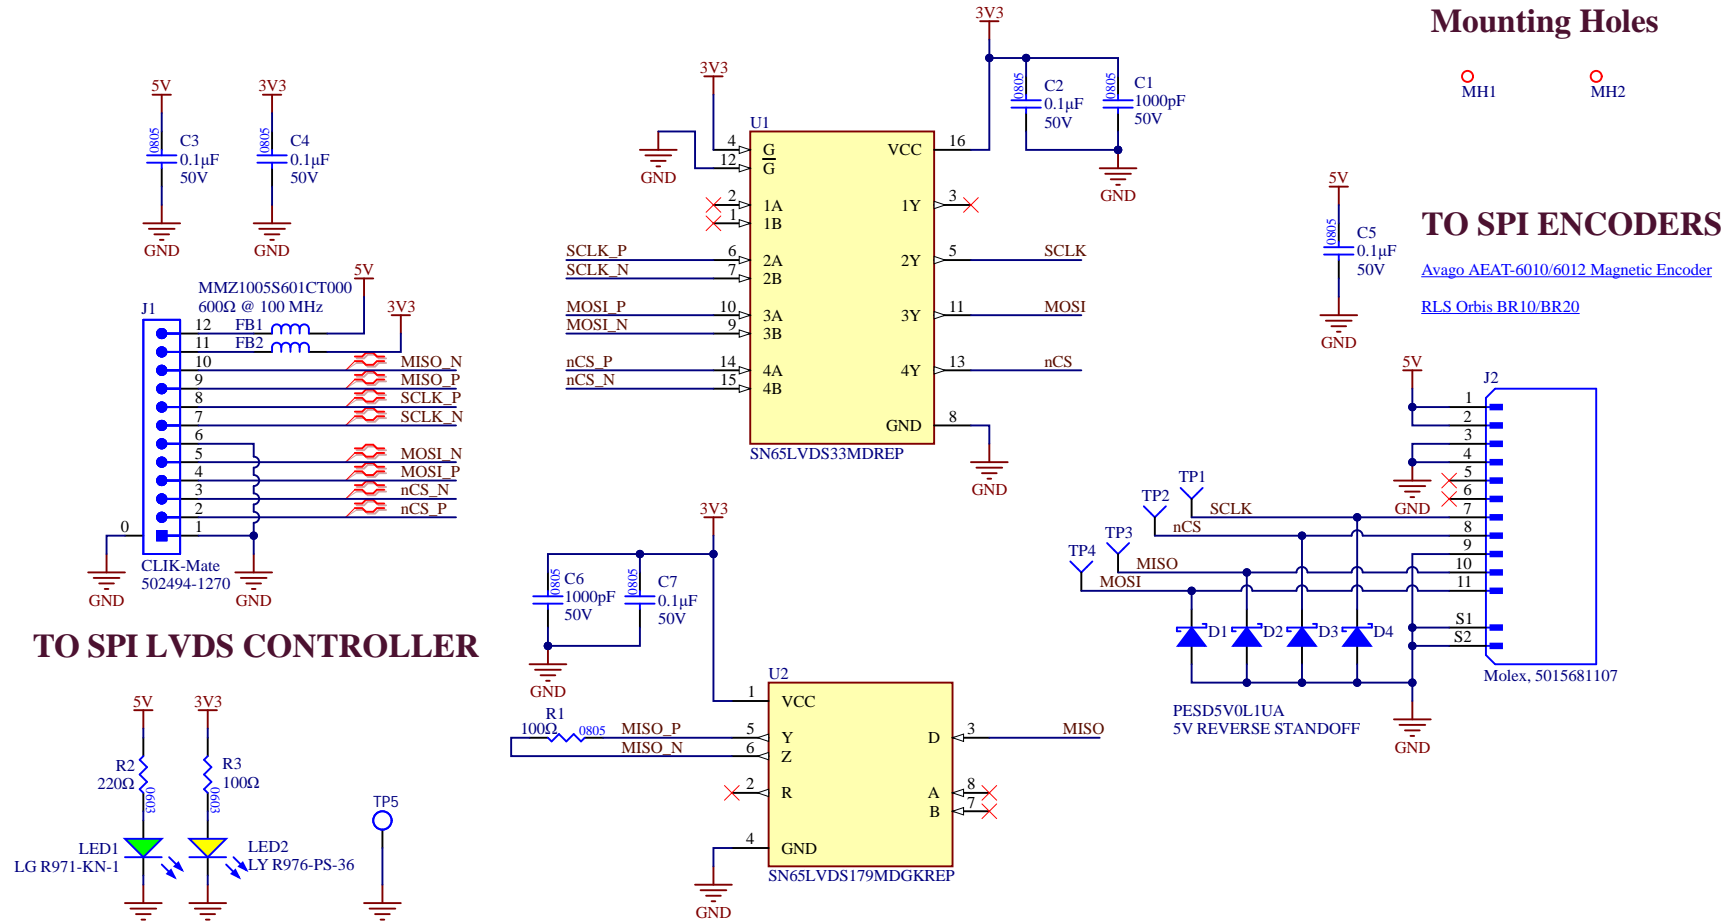 Mounting Holes
MH1
MH2
5V
3V3
0805
C3
0.1µF
50V
0805
C4
0.1µF
50V
GND
GND
MMZ1005S601CT000
600Ω @ 100 MHz
5V
3V3
J1
12
FB1
11
FB2
10
MISO_N
9
MISO_P
8
SCLK_P
7
SCLK_N
6
5
MOSI_N
4
MOSI_P
3
nCS_N
2
nCS_P
0
1
CLIK-Mate
502494-1270
GND
GND
TO SPI LVDS CONTROLLER
5V
3V3
R2
220Ω
0603
R3
100Ω
0603
LED1
LG R971-KN-1
LED2
LY R976-PS-36
TP5
3V3
3V3
0805
C2
0.1µF
50V
0805
C1
1000pF
50V
GND
GND
U1
4
G
12
G
2
1A
1
1B
SCLK_P
6
2A
SCLK_N
7
2B
MOSI_P
10
3A
MOSI_N
9
3B
nCS_P
14
4A
nCS_N
15
4B
VCC
16
1Y
3
2Y
5
SCLK
3Y
11
MOSI
4Y
13
nCS
GND
8
SN65LVDS33MDREP
GND
3V3
0805
C6
1000pF
50V
0805
C7
0.1µF
50V
GND
U2
1
VCC
R1
100Ω
0805
MISO_P
5
Y
MISO_N
6
Z
2
R
4
GND
D
3
MISO
A
8
B
7
SN65LVDS179MDGKREP
GND
5V
0805
C5
0.1µF
50V
GND
TO SPI ENCODERS
Avago AEAT-6010/6012 Magnetic Encoder
RLS Orbis BR10/BR20
5V
J2
1
2
3
4
5
6
GND
7
8
9
10
11
S1
S2
TP1
SCLK
TP2
nCS
TP3
MISO
TP4
MOSI
D1
D2
D3
D4
Molex, 5015681107
PESD5V0L1UA
5V REVERSE STANDOFF
GND